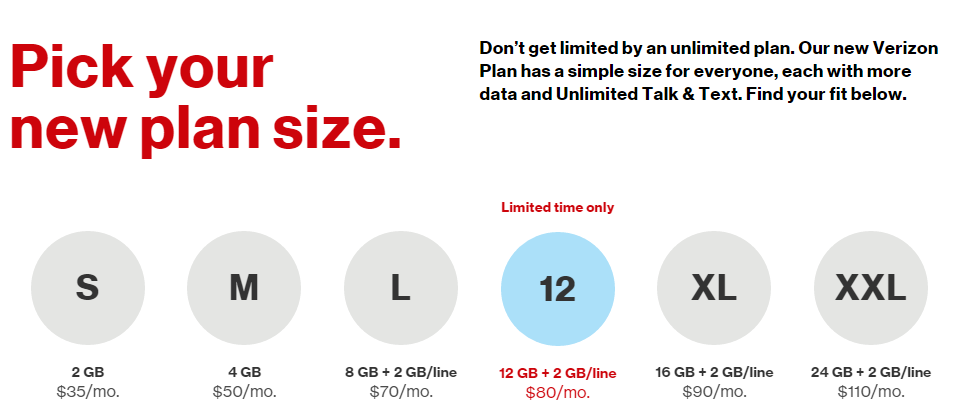 Pick your
new plan size.
Don’t get limited by an unlimited plan. Our new Verizon
Plan has a simple size for everyone, each with more
data and Unlimited Talk & Text. Find your fit below.
Limited time only
S
M
L
12
XL
XXL
2 GB
$35/mo.
4 GB
$50/mo.
8 GB + 2 GB/line
$70/mo.
12 GB + 2 GB/line
$80/mo.
16 GB + 2 GB/line
$90/mo.
24 GB + 2 GB/line
$110/mo.